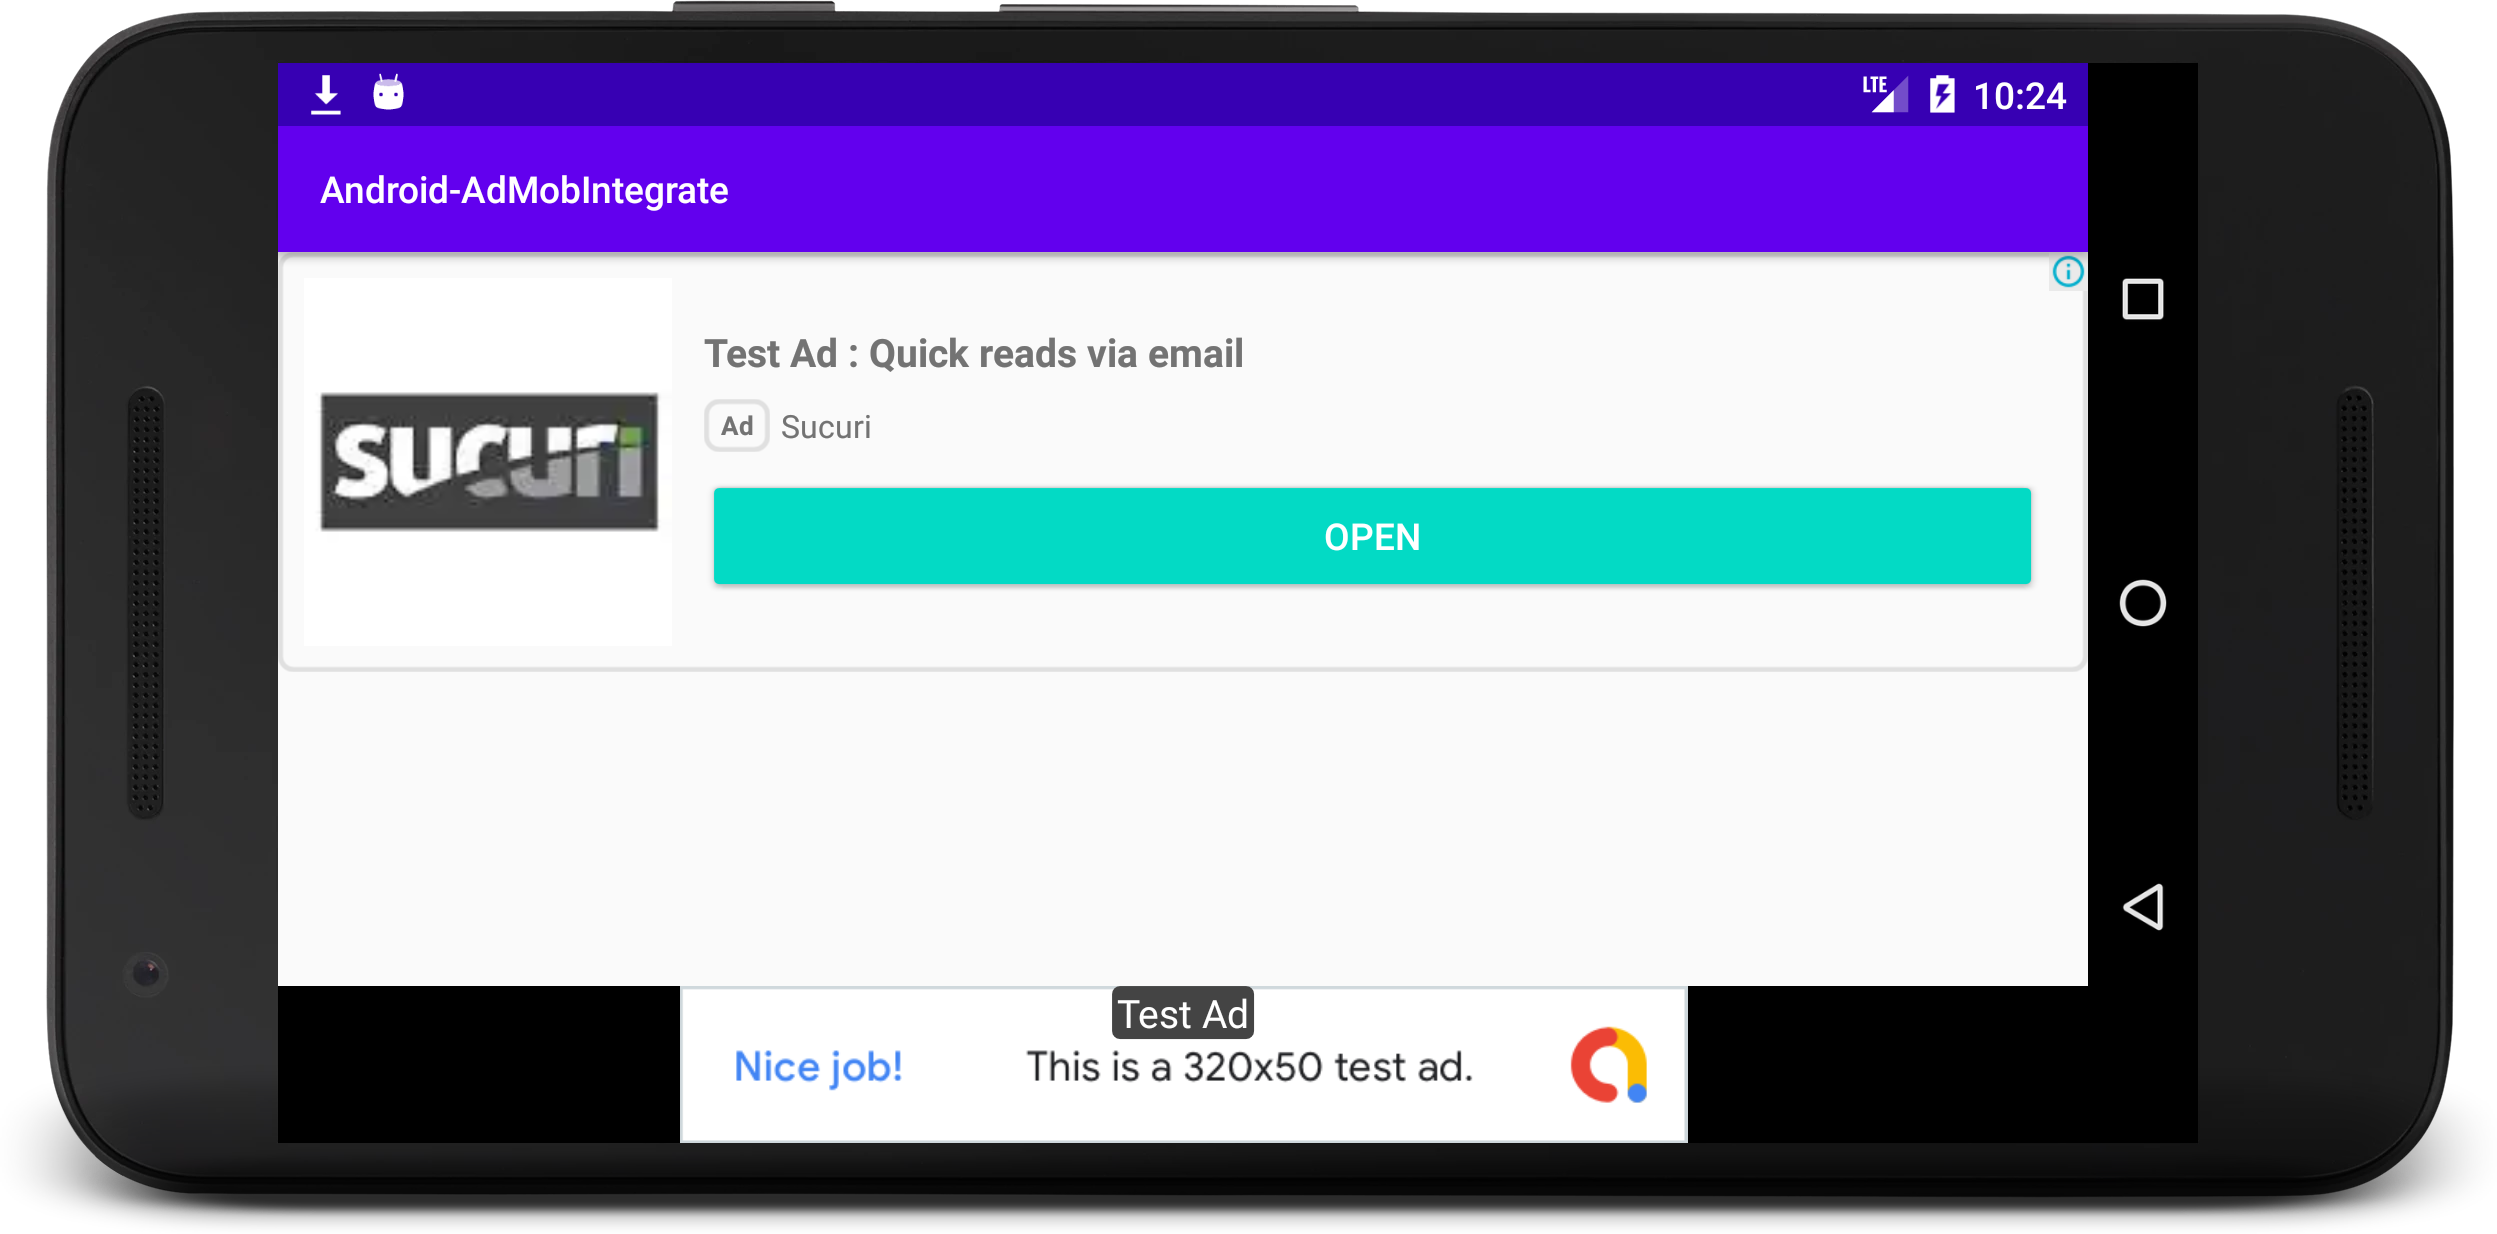 LTE 10:24
Android-AdMobIntegrate
Test Ad : Quick reads via email
sucuri
Ad Sucuri
OPEN
Test Ad
Nice job! This is a 320x50 test ad.